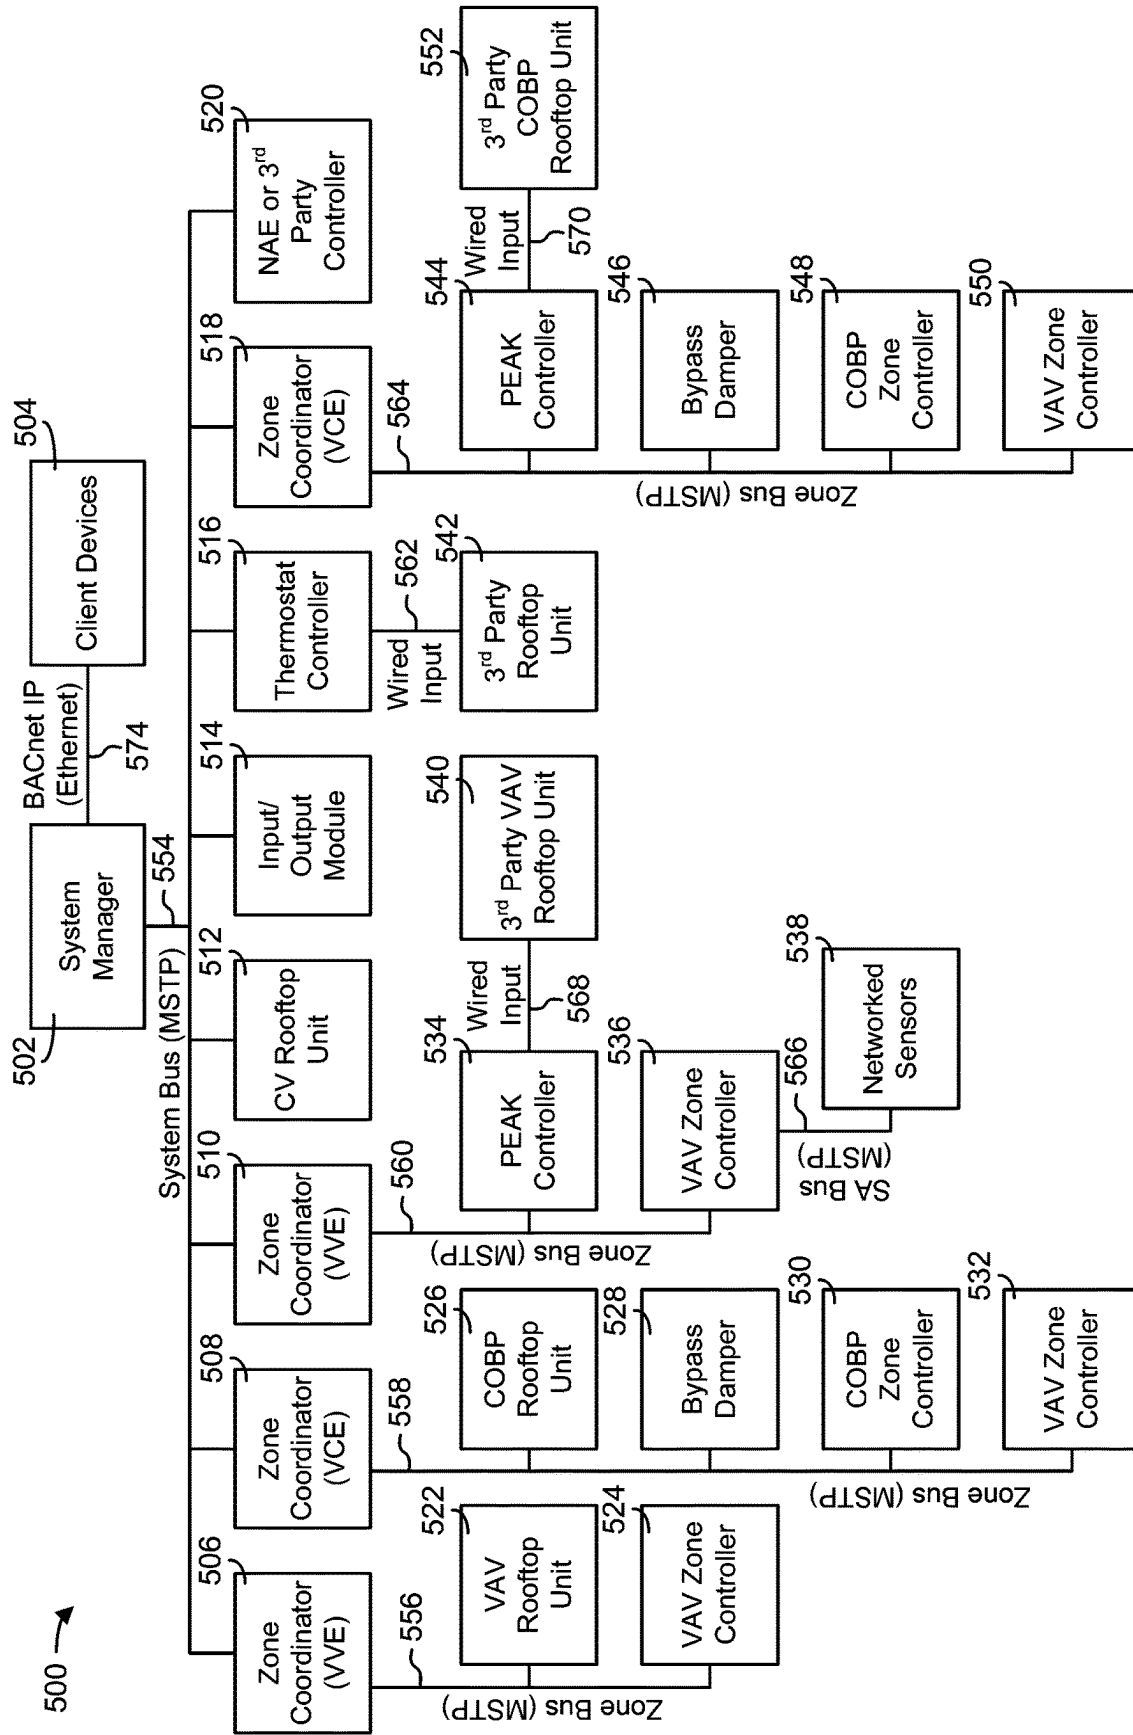 500
502
System
Manager
BACnet IP
(Ethernet)
574
504
Client Devices
System Bus (MSTP)
554
506
Zone
Coordinator
(VVE)
508
Zone
Coordinator
(VCE)
510
Zone
Coordinator
(VVE)
512
CV Rooftop
Unit
514
Input/
Output
Module
516
Thermostat
Controller
518
Zone
Coordinator
(VCE)
520
NAE or 3rd
Party
Controller
556
Zone Bus (MSTP)
522
VAV
Rooftop
Unit
524
VAV Zone
Controller
558
Zone Bus (MSTP)
526
COBP
Rooftop
Unit
528
Bypass
Damper
530
COBP
Zone
Controller
532
VAV Zone
Controller
560
Zone Bus (MSTP)
534
PEAK
Controller
Wired
Input
568
540
3rd Party VAV
Rooftop Unit
536
VAV Zone
Controller
566
SA Bus
(MSTP)
538
Networked
Sensors
562
Wired
Input
542
3rd Party
Rooftop
Unit
564
Zone Bus (MSTP)
544
PEAK
Controller
Wired
Input
570
552
3rd Party
COBP
Rooftop Unit
546
Bypass
Damper
548
COBP
Zone
Controller
550
VAV Zone
Controller